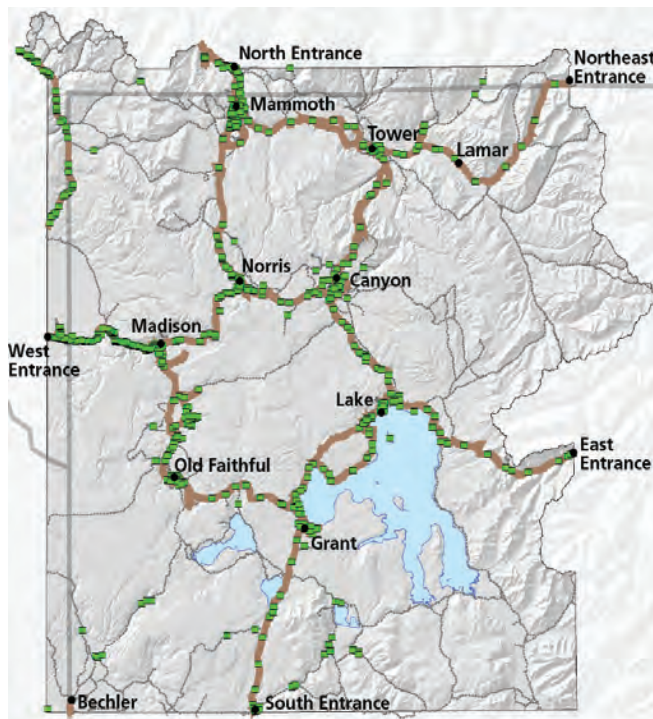 North Entrance
Northeast
Entrance
Mammoth
Tower
Lamar
Norris
Canyon
Madison
West
Entrance
Lake
Old Faithful
East
Entrance
Grant
Bechler
South Entrance